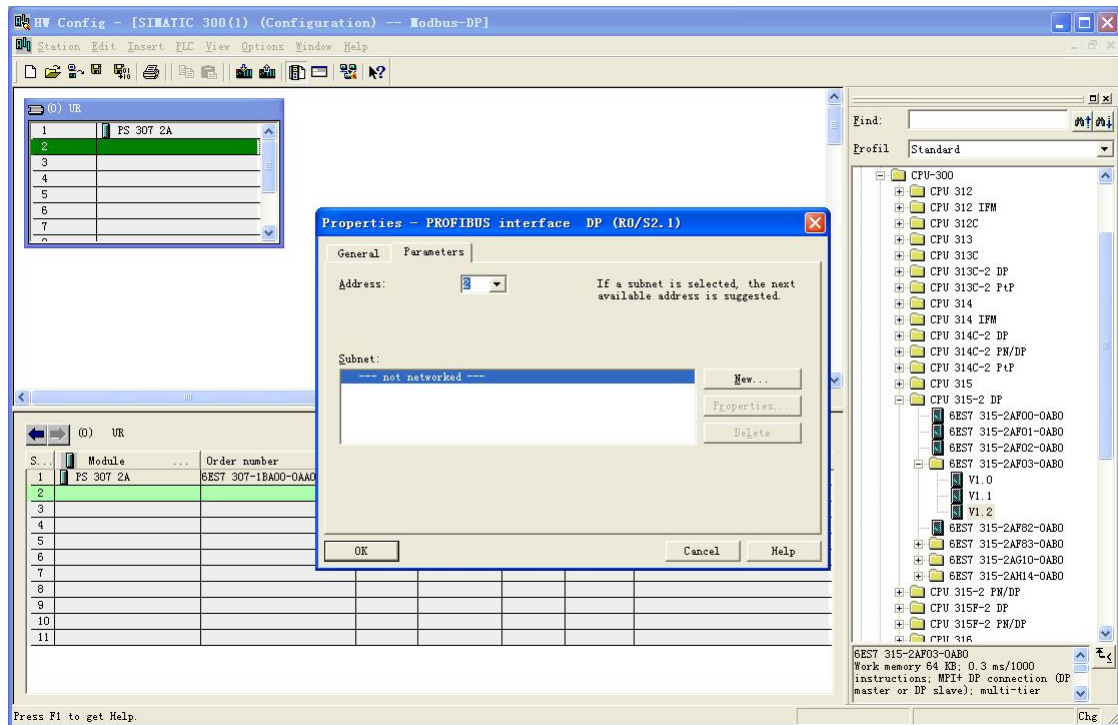 HW Config - [SIMATIC 300(1) (Configuration) -- Modbus-DP]
Station Edit Insert PLC View Options Window Help
(0) UR
1 PS 307 2A
2
3
4
5
6
7
Properties - PROFIBUS interface DP (R0/S2.1)
General Parameters
Address: 2
If a subnet is selected, the next
available address is suggested.
Subnet:
--- not networked ---
New...
Properties...
Delete
OK Cancel Help
(0) UR
S... Module ... Order number
1 PS 307 2A 6ES7 307-1BA00-0AA0
2
3
4
5
6
7
8
9
10
11
Find:
Profil Standard
CPU-300
CPU 312
CPU 312 IFM
CPU 312C
CPU 313
CPU 313C
CPU 313C-2 DP
CPU 313C-2 PtP
CPU 314
CPU 314 IFM
CPU 314C-2 DP
CPU 314C-2 PN/DP
CPU 314C-2 PtP
CPU 315
CPU 315-2 DP
6ES7 315-2AF00-0AB0
6ES7 315-2AF01-0AB0
6ES7 315-2AF02-0AB0
6ES7 315-2AF03-0AB0
V1.0
V1.1
V1.2
6ES7 315-2AF82-0AB0
6ES7 315-2AF83-0AB0
6ES7 315-2AG10-0AB0
6ES7 315-2AH14-0AB0
CPU 315-2 PN/DP
CPU 315F-2 DP
CPU 315F-2 PN/DP
CPU 316
6ES7 315-2AF03-0AB0
Work memory 64 KB; 0.3 ms/1000
instructions; MPI+ DP connection (DP
master or DP slave); multi-tier
Press F1 to get Help.
Chg